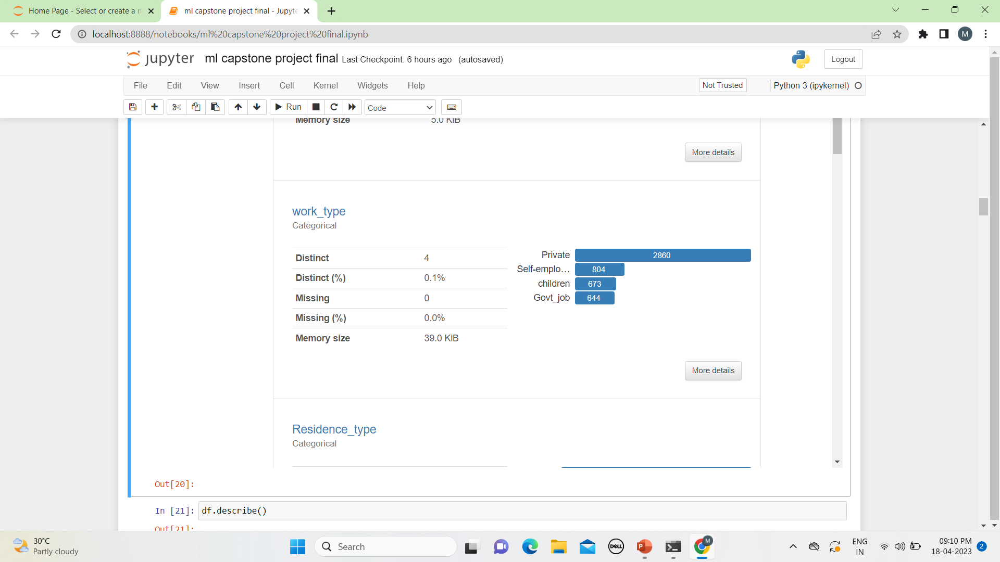 Home Page - Select or create a n
ml capstone project final - Jupyte
localhost:8888/notebooks/ml%20capstone%20project%20final.ipynb
M
jupyter
ml capstone project final Last Checkpoint: 6 hours ago (autosaved)
Logout
File Edit View Insert Cell Kernel Widgets Help
Not Trusted
Python 3 (ipykernel)
Run
Code
Memory size 5.0 KiB
More details
work_type
Categorical
Distinct 4
Distinct (%) 0.1%
Missing 0
Missing (%) 0.0%
Memory size 39.0 KiB
Private 2860
Self-emplo… 804
children 673
Govt_job 644
More details
Residence_type
Categorical
Out[20]:
In [21]: df.describe()
Out[21]:
30°C
Partly cloudy
Search
DELL
P
M
ENG
IN
09:10 PM
18-04-2023
2